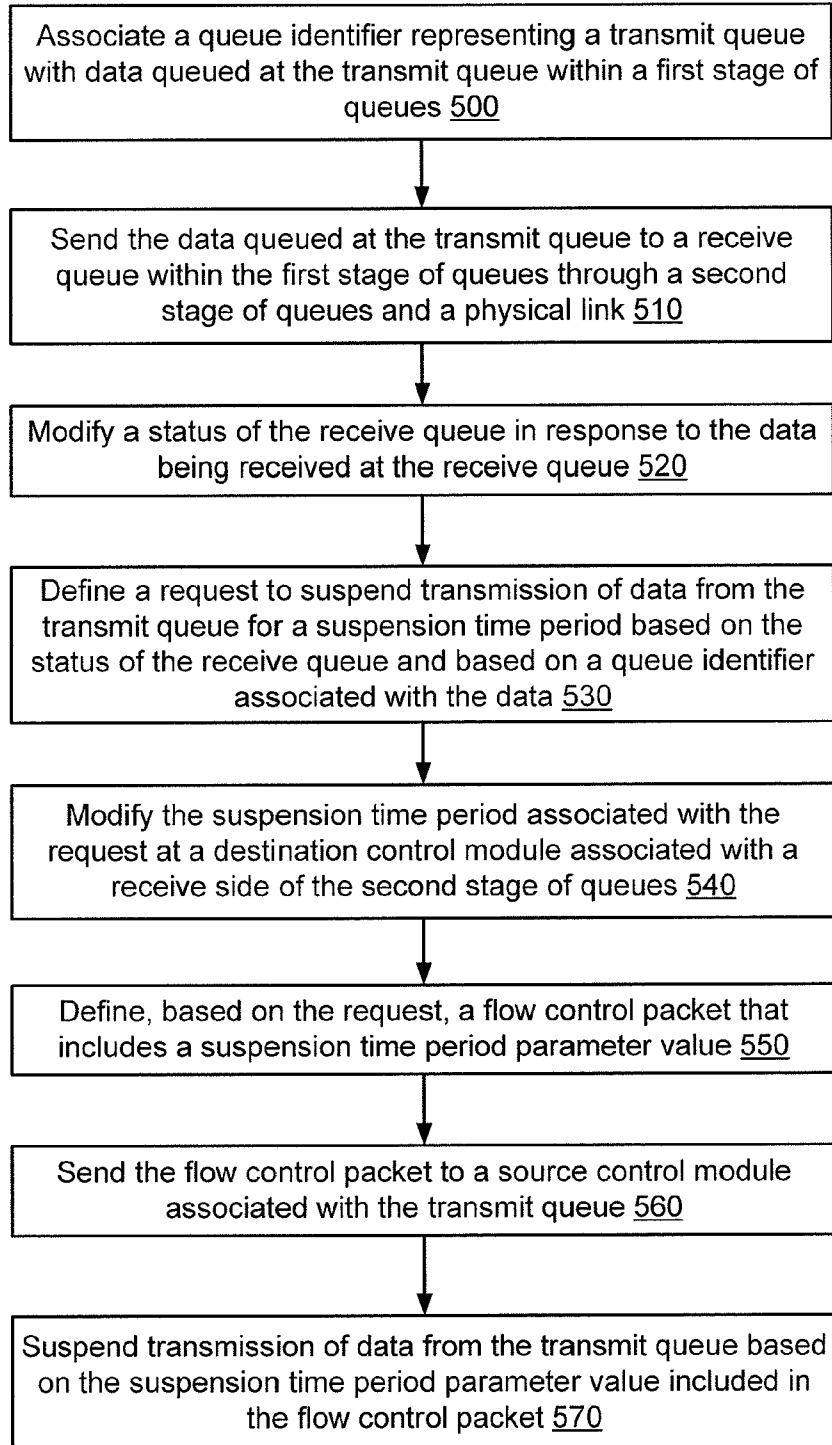 Associate a queue identifier representing a transmit queue
with data queued at the transmit queue within a first stage of
queues 500
Send the data queued at the transmit queue to a receive
queue within the first stage of queues through a second
stage of queues and a physical link 510
Modify a status of the receive queue in response to the data
being received at the receive queue 520
Define a request to suspend transmission of data from the
transmit queue for a suspension time period based on the
status of the receive queue and based on a queue identifier
associated with the data 530
Modify the suspension time period associated with the
request at a destination control module associated with a
receive side of the second stage of queues 540
Define, based on the request, a flow control packet that
includes a suspension time period parameter value 550
Send the flow control packet to a source control module
associated with the transmit queue 560
Suspend transmission of data from the transmit queue based
on the suspension time period parameter value included in
the flow control packet 570